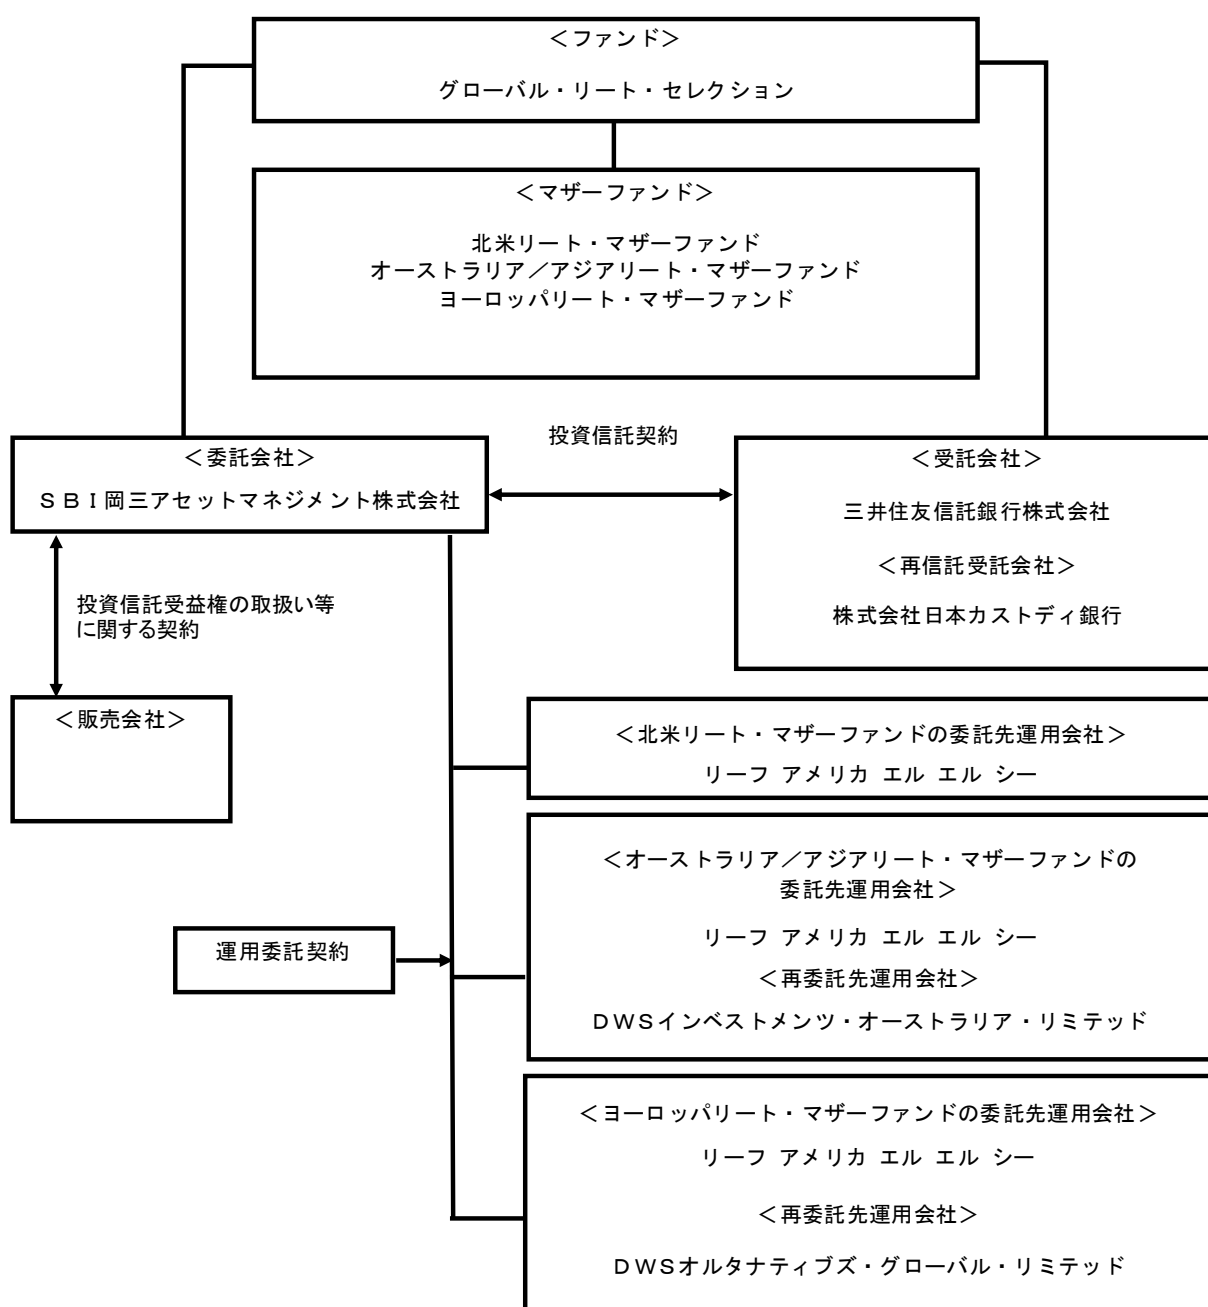 ＜ファンド＞
グローバル・リート・セレクション
＜マザーファンド＞
北米リート・マザーファンド
オーストラリア／アジアリート・マザーファンド
ヨーロッパリート・マザーファンド
＜委託会社＞
ＳＢＩ岡三アセットマネジメント株式会社
投資信託契約
＜受託会社＞
三井住友信託銀行株式会社
＜再信託受託会社＞
株式会社日本カストディ銀行
投資信託受益権の取扱い等
に関する契約
＜販売会社＞
＜北米リート・マザーファンドの委託先運用会社＞
リーフ アメリカ エル エル シー
＜オーストラリア／アジアリート・マザーファンドの
委託先運用会社＞
リーフ アメリカ エル エル シー
＜再委託先運用会社＞
ＤＷＳインベストメンツ・オーストラリア・リミテッド
運用委託契約
＜ヨーロッパリート・マザーファンドの委託先運用会社＞
リーフ アメリカ エル エル シー
＜再委託先運用会社＞
ＤＷＳオルタナティブズ・グローバル・リミテッド